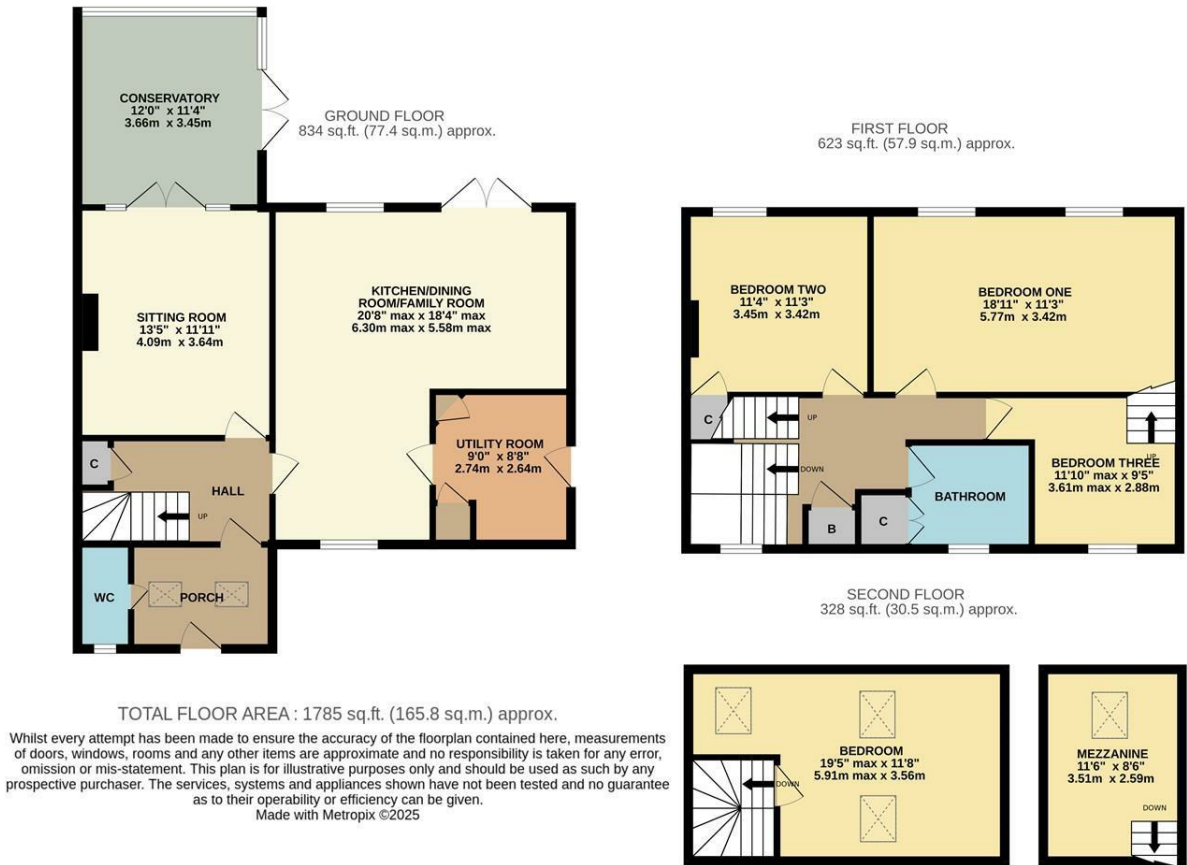 GROUND FLOOR
834 sq.ft. (77.4 sq.m.) approx.
CONSERVATORY
12'0" x 11'4"
3.66m x 3.45m
SITTING ROOM
13'5" x 11'11"
4.09m x 3.64m
KITCHEN/DINING
ROOM/FAMILY ROOM
20'8" max x 18'4" max
6.30m max x 5.58m max
UTILITY ROOM
9'0" x 8'8"
2.74m x 2.64m
C
HALL
UP
WC
PORCH
FIRST FLOOR
623 sq.ft. (57.9 sq.m.) approx.
BEDROOM TWO
11'4" x 11'3"
3.45m x 3.42m
BEDROOM ONE
18'11" x 11'3"
5.77m x 3.42m
C
UP
DOWN
UP
BEDROOM THREE
11'10" max x 9'5"
3.61m max x 2.88m
BATHROOM
B
C
SECOND FLOOR
328 sq.ft. (30.5 sq.m.) approx.
BEDROOM
19'5" max x 11'8"
5.91m max x 3.56m
DOWN
MEZZANINE
11'6" x 8'6"
3.51m x 2.59m
DOWN
TOTAL FLOOR AREA : 1785 sq.ft. (165.8 sq.m.) approx.
Whilst every attempt has been made to ensure the accuracy of the floorplan contained here, measurements
of doors, windows, rooms and any other items are approximate and no responsibility is taken for any error,
omission or mis-statement. This plan is for illustrative purposes only and should be used as such by any
prospective purchaser. The services, systems and appliances shown have not been tested and no guarantee
as to their operability or efficiency can be given.
Made with Metropix ©2025